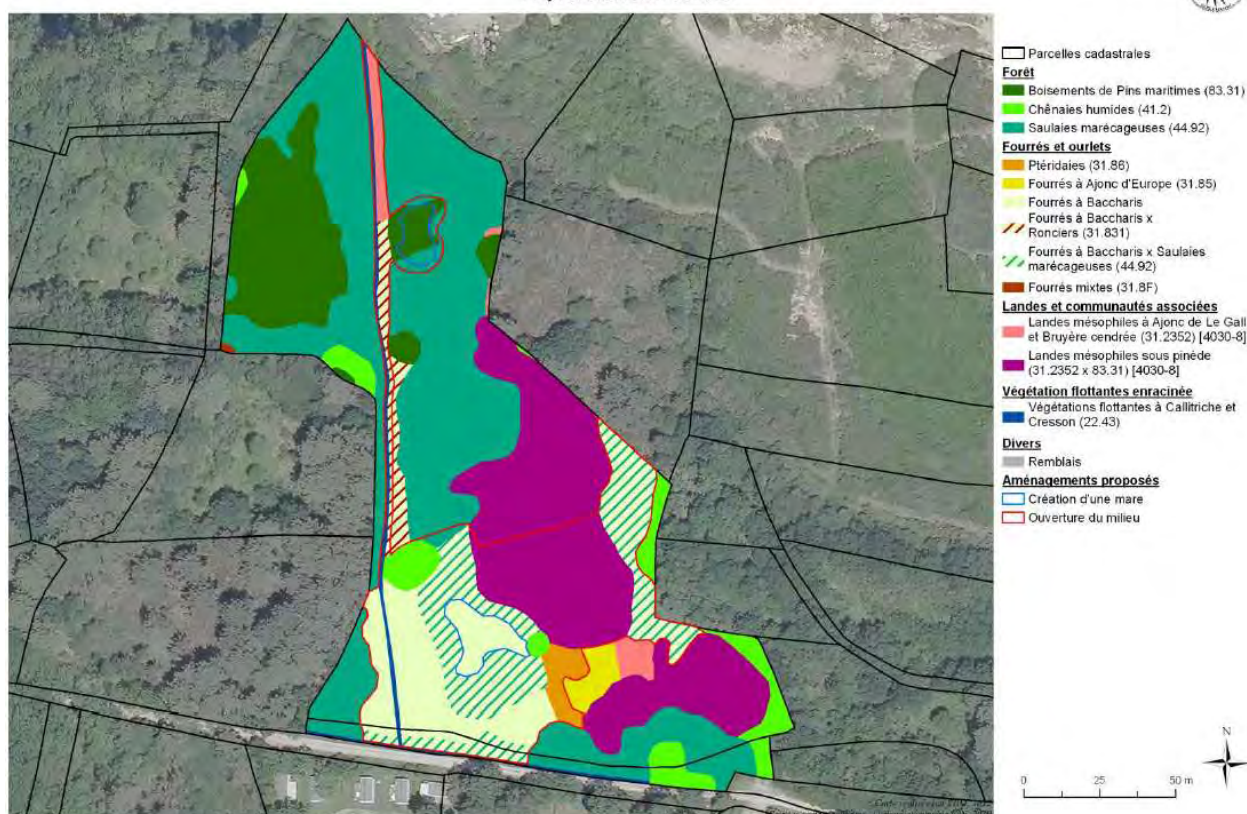 Parcelles cadastrales
Forêt
Boisements de Pins maritimes (83.31)
Chênaies humides (41.2)
Saulaies marécageuses (44.92)
Fourrés et ourlets
Ptéridaies (31.86)
Fourrés à Ajonc d'Europe (31.85)
Fourrés à Baccharis
Fourrés à Baccharis x
Ronciers (31.831)
Fourrés à Baccharis x Saulaies
marécageuses (44.92)
Fourrés mixtes (31.8F)
Landes et communautés associées
Landes mésophiles à Ajonc de Le Gall
et Bruyère cendrée (31.2352) [4030-8]
Landes mésophiles sous pinède
(31.2352 x 83.31) [4030-8]
Végétation flottantes enracinée
Végétations flottantes à Callitriche et
Cresson (22.43)
Divers
Remblais
Aménagements proposés
Création d'une mare
Ouverture du milieu
N
0 25 50 m